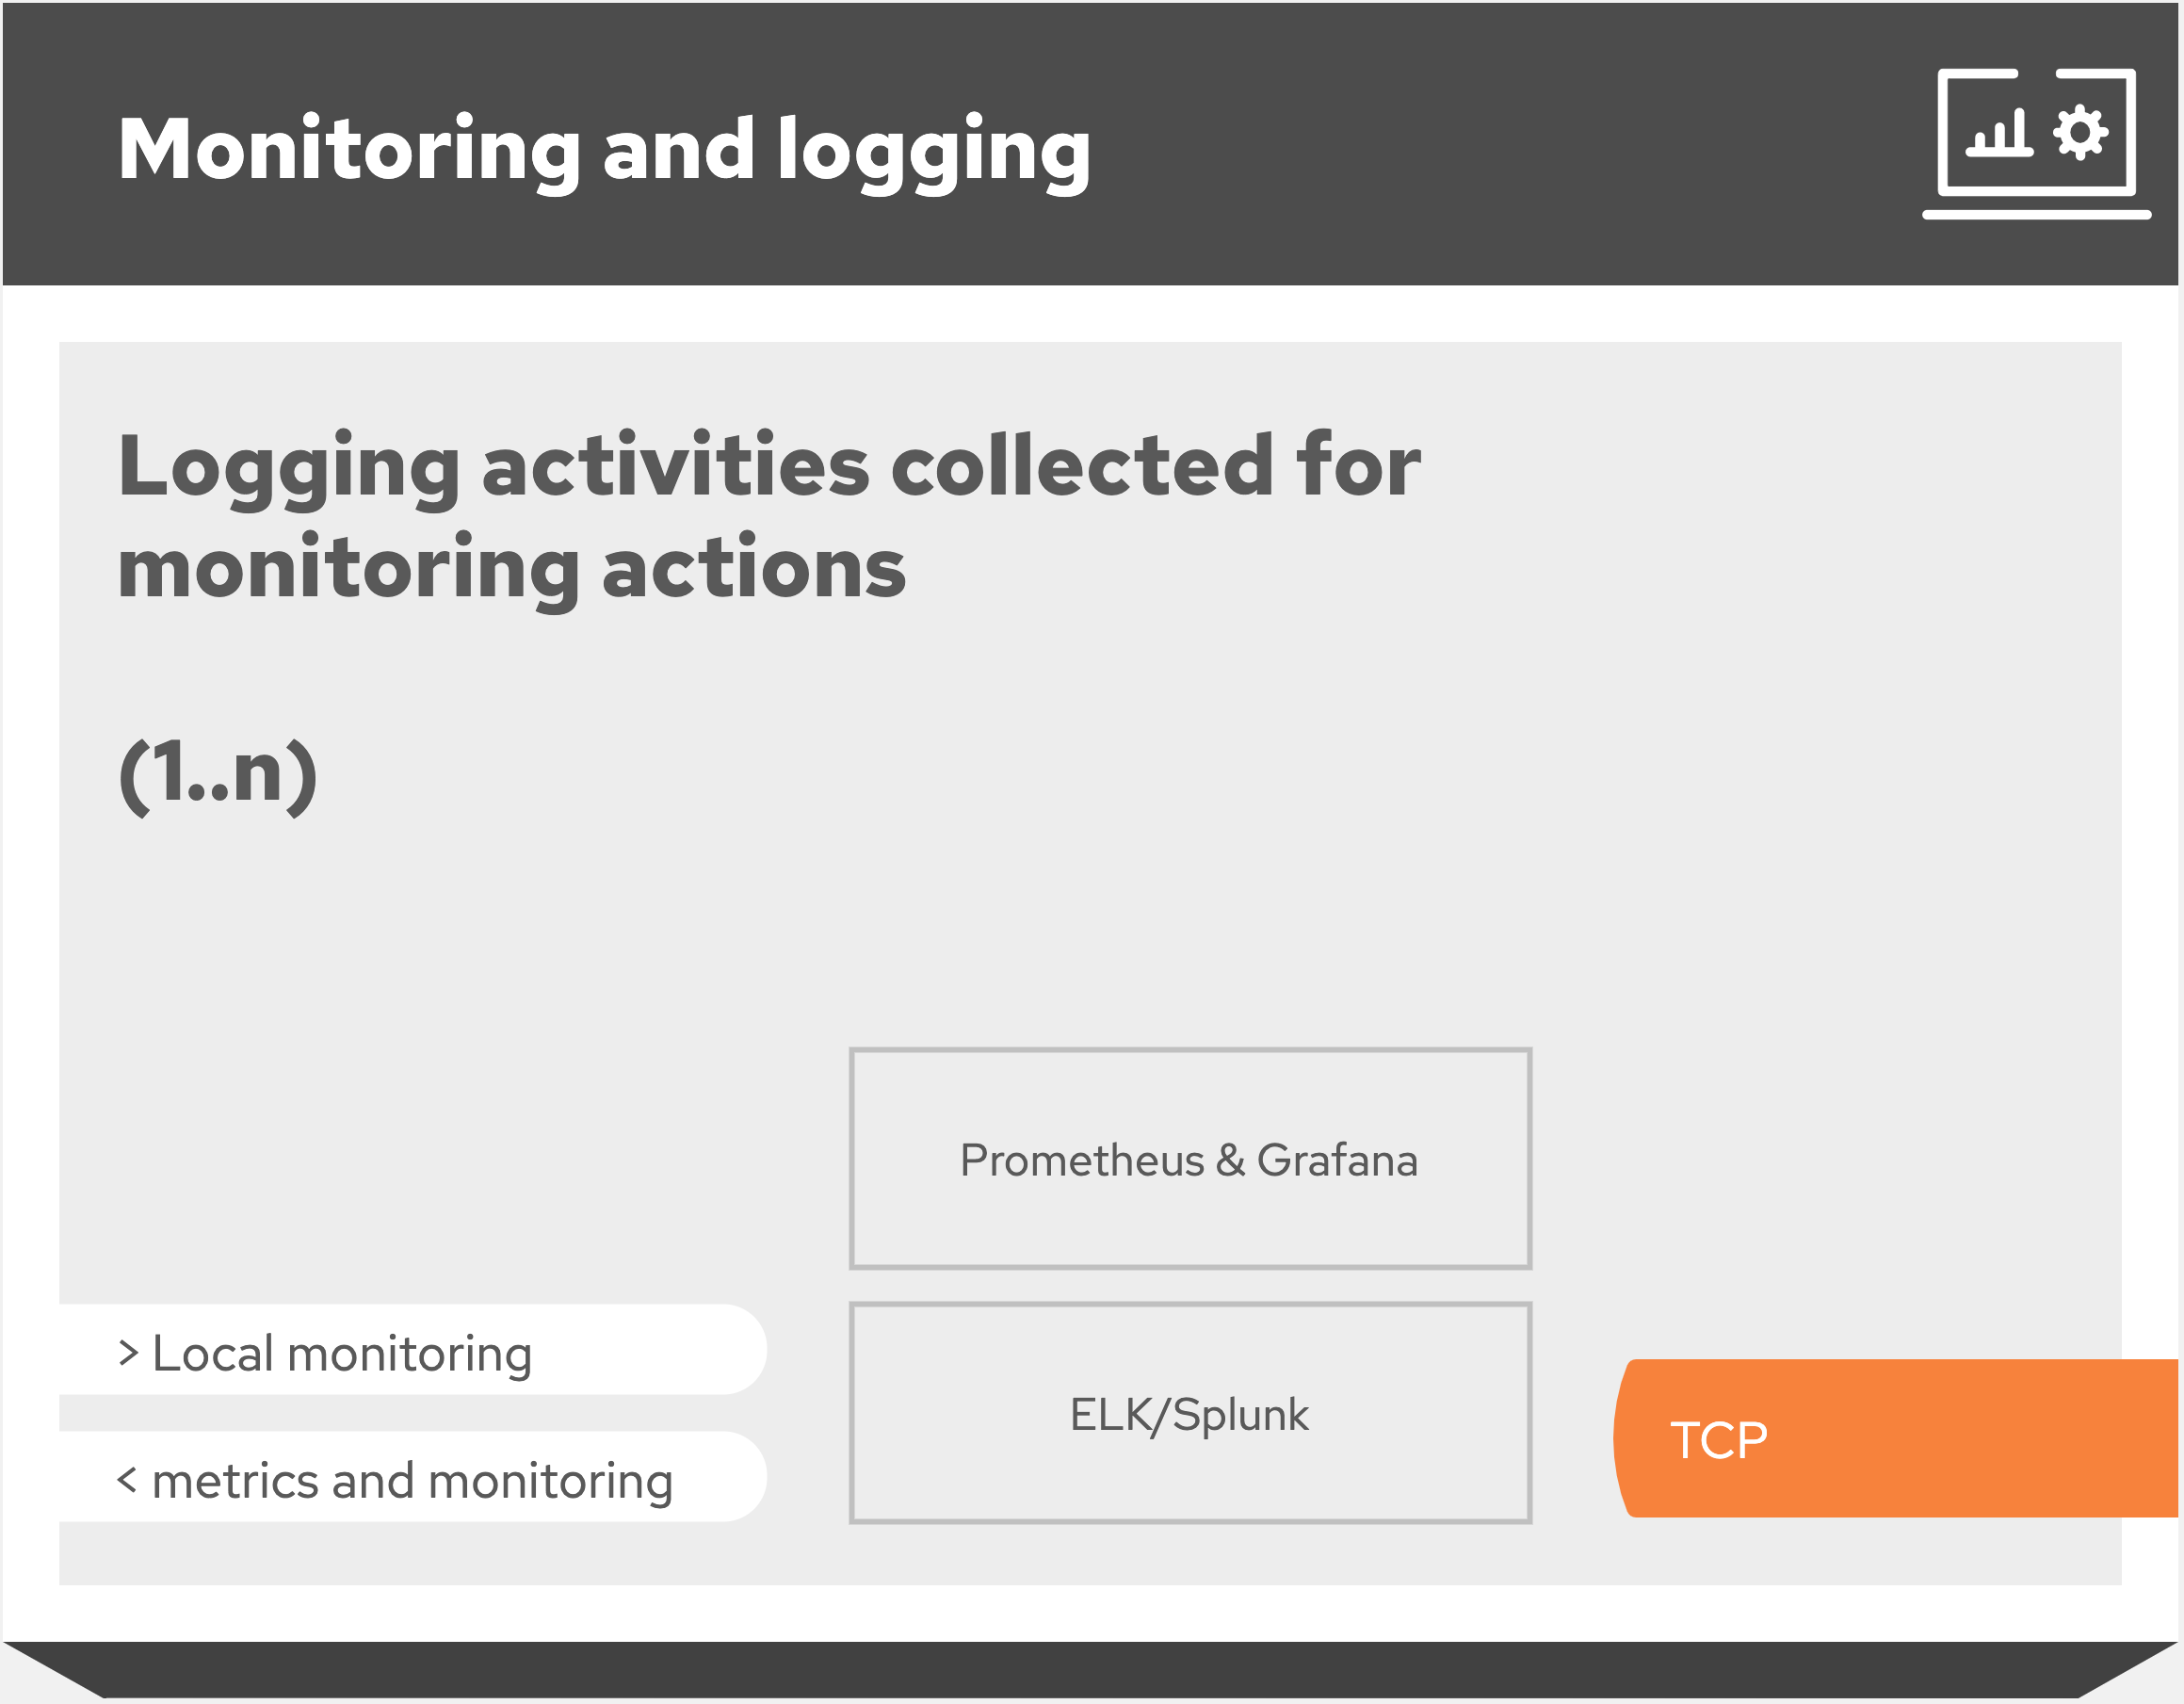 Monitoring and logging
Logging activities collected for
monitoring actions
(1..n)
Prometheus & Grafana
> Local monitoring
ELK/Splunk
TCP
< metrics and monitoring